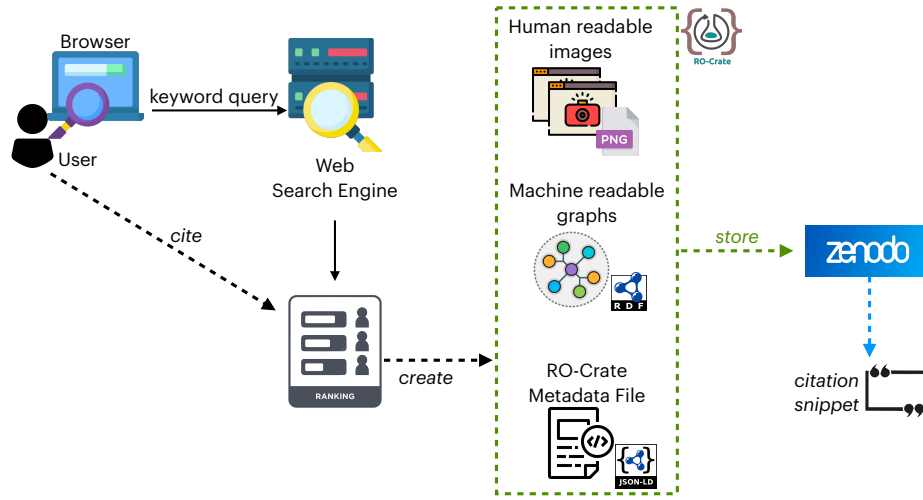 Browser
keyword query
User
Web
Search Engine
cite
RANKING
create
Human readable
images
PNG
RO-Crate
Machine readable
graphs
RDF
RO-Crate
Metadata File
</>
{ }
JSON-LD
store
zenodo
citation
snippet